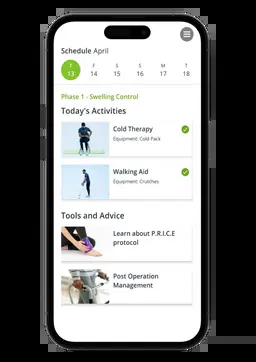 Schedule April
T F S S M T
13 14 15 16 17 18
Phase 1 - Swelling Control
Today's Activities
Cold Therapy
Equipment: Cold Pack
Walking Aid
Equipment: Crutches
Tools and Advice
Learn about P.R.I.C.E
protocol
Post Operation
Management